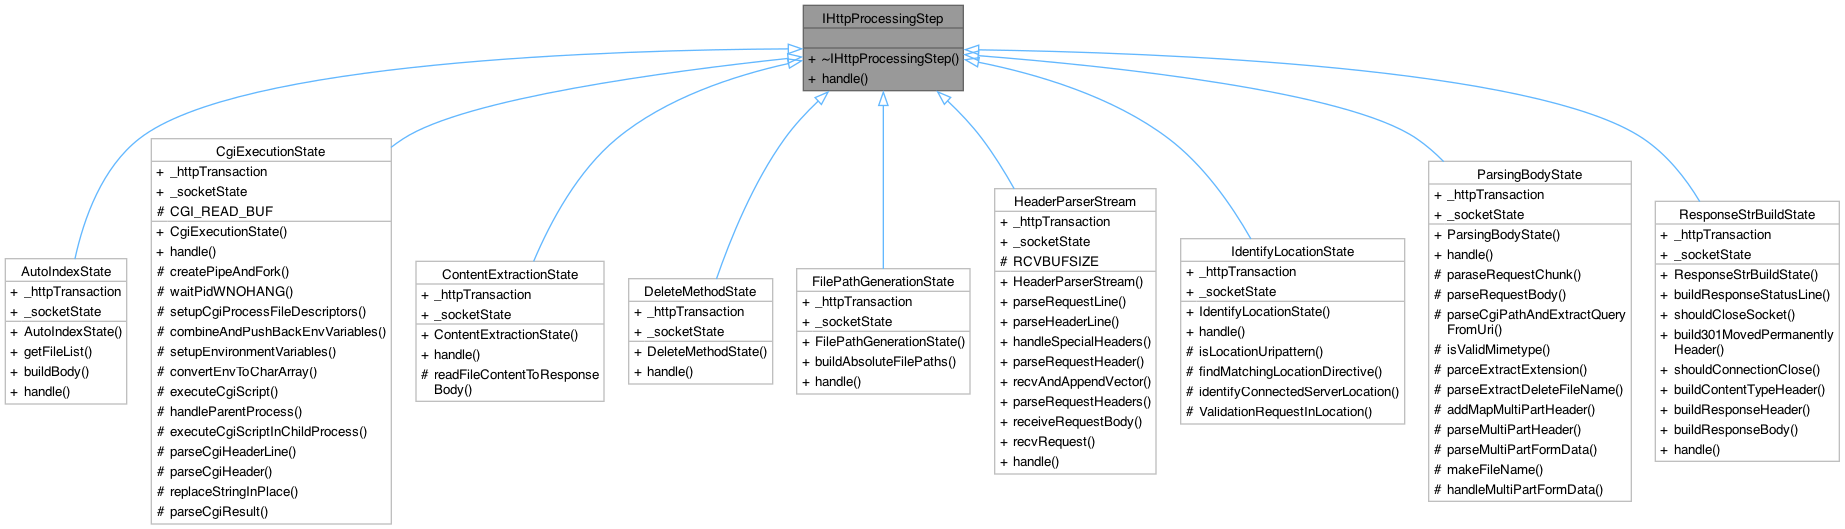 IHttpProcessingStep
+ ~IHttpProcessingStep()
+ handle()
AutoIndexState
+ _httpTransaction
+ _socketState
+ AutoIndexState()
+ getFileList()
+ buildBody()
+ handle()
CgiExecutionState
+ _httpTransaction
+ _socketState
# CGI_READ_BUF
+ CgiExecutionState()
+ handle()
# createPipeAndFork()
# waitPidWNOHANG()
# setupCgiProcessFileDescriptors()
# combineAndPushBackEnvVariables()
# setupEnvironmentVariables()
# convertEnvToCharArray()
# executeCgiScript()
# handleParentProcess()
# executeCgiScriptInChildProcess()
# parseCgiHeaderLine()
# parseCgiHeader()
# replaceStringInPlace()
# parseCgiResult()
ContentExtractionState
+ _httpTransaction
+ _socketState
+ ContentExtractionState()
+ handle()
# readFileContentToResponse
Body()
DeleteMethodState
+ _httpTransaction
+ _socketState
+ DeleteMethodState()
+ handle()
FilePathGenerationState
+ _httpTransaction
+ _socketState
+ FilePathGenerationState()
+ buildAbsoluteFilePaths()
+ handle()
HeaderParserStream
+ _httpTransaction
+ _socketState
# RCVBUFSIZE
+ HeaderParserStream()
+ parseRequestLine()
+ parseHeaderLine()
+ handleSpecialHeaders()
+ parseRequestHeader()
+ recvAndAppendVector()
+ parseRequestHeaders()
+ receiveRequestBody()
+ recvRequest()
+ handle()
IdentifyLocationState
+ _httpTransaction
+ _socketState
+ IdentifyLocationState()
+ handle()
# isLocationUripattern()
# findMatchingLocationDirective()
# identifyConnectedServerLocation()
# ValidationRequestInLocation()
ParsingBodyState
+ _httpTransaction
+ _socketState
+ ParsingBodyState()
+ handle()
# paraseRequestChunk()
# parseRequestBody()
# parseCgiPathAndExtractQuery
FromUri()
# isValidMimetype()
# parceExtractExtension()
# parseExtractDeleteFileName()
# addMapMultiPartHeader()
# parseMultiPartHeader()
# parseMultiPartFormData()
# makeFileName()
# handleMultiPartFormData()
ResponseStrBuildState
+ _httpTransaction
+ _socketState
+ ResponseStrBuildState()
+ buildResponseStatusLine()
+ shouldCloseSocket()
+ build301MovedPermanently
Header()
+ shouldConnectionClose()
+ buildContentTypeHeader()
+ buildResponseHeader()
+ buildResponseBody()
+ handle()